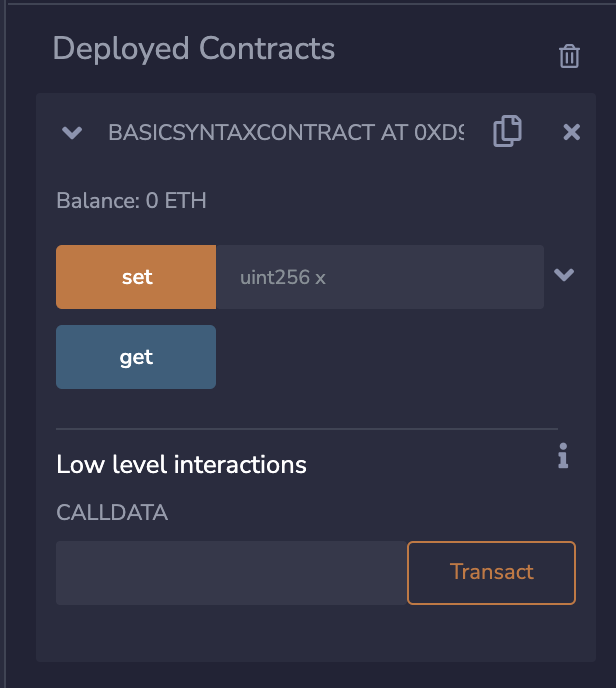 Deployed Contracts
BASICSYNTAXCONTRACT AT 0XD9
Balance: 0 ETH
set uint256 x
get
Low level interactions
CALLDATA
Transact